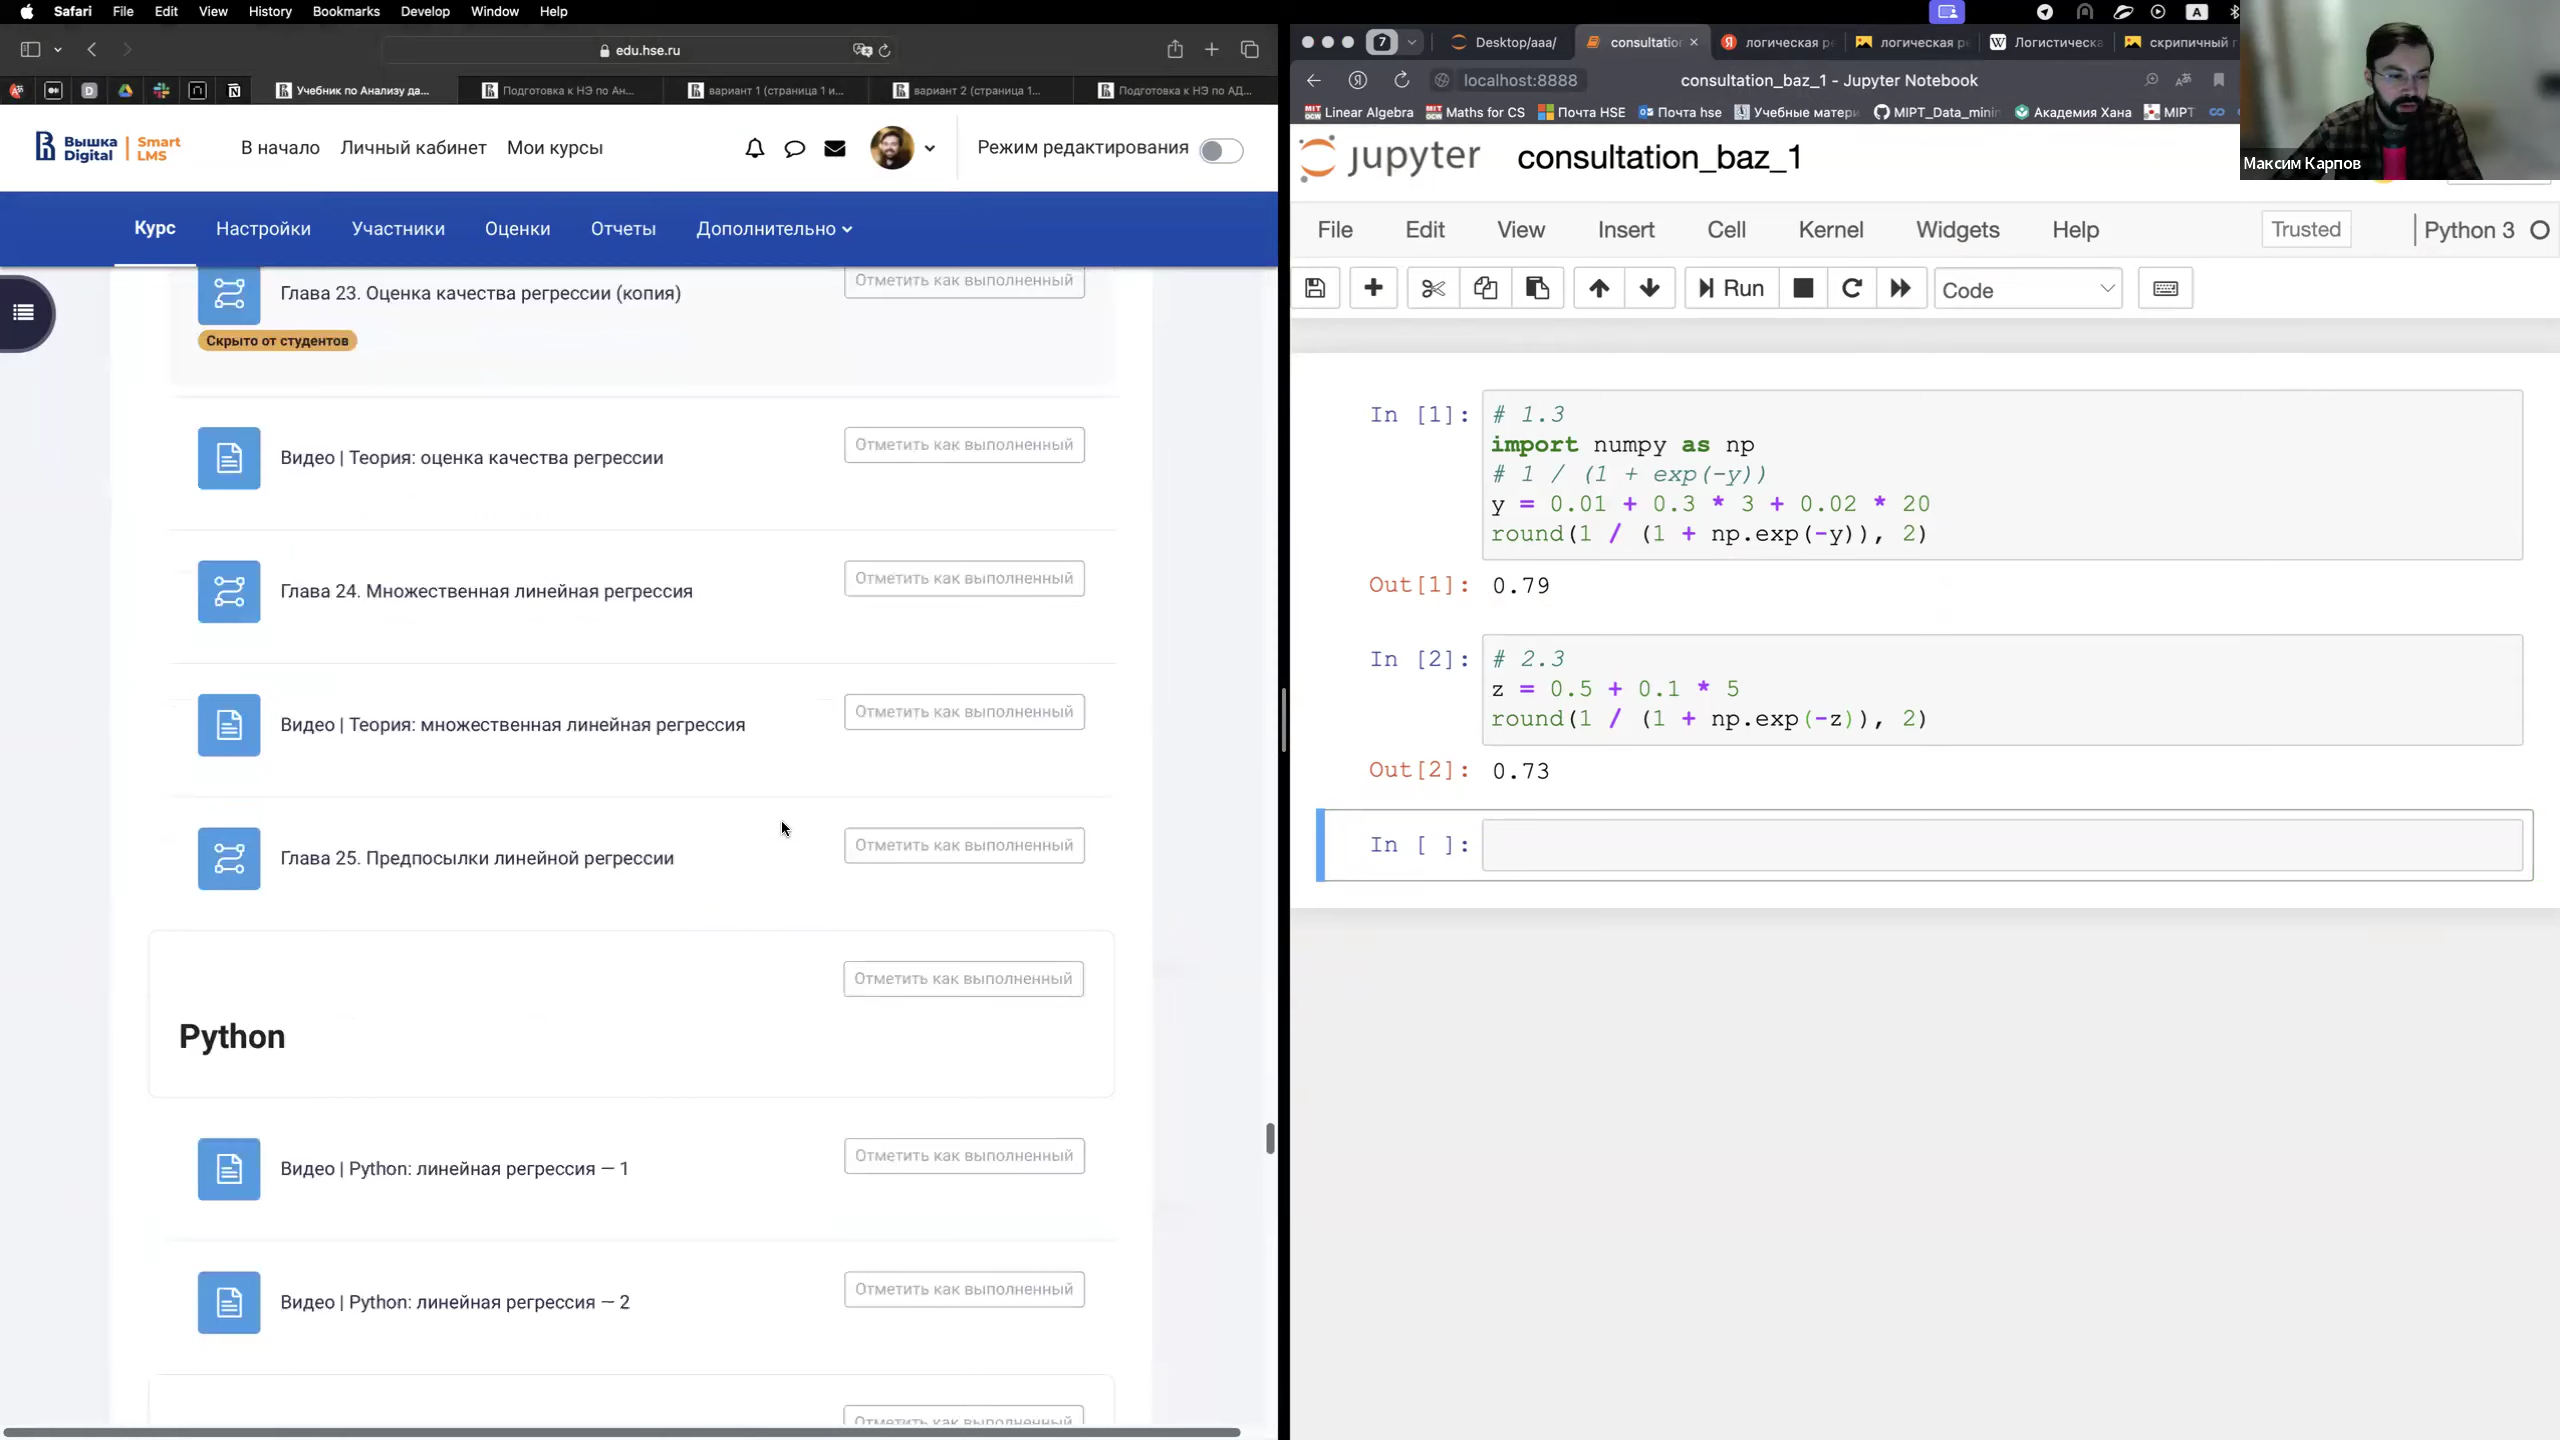 Safari File Edit View History Bookmarks Develop Window Help
edu.hse.ru
Учебник по Анализу да...
Подготовка к НЭ по Ан...
вариант 1 (страница 1 и...
вариант 2 (страница 1...
Подготовка к НЭ по АД...
Вышка Digital
Smart LMS
В начало
Личный кабинет
Мои курсы
Режим редактирования
Курс
Настройки
Участники
Оценки
Отчеты
Дополнительно
Глава 23. Оценка качества регрессии (копия)
Отметить как выполненный
Скрыто от студентов
Видео | Теория: оценка качества регрессии
Отметить как выполненный
Глава 24. Множественная линейная регрессия
Отметить как выполненный
Видео | Теория: множественная линейная регрессия
Отметить как выполненный
Глава 25. Предпосылки линейной регрессии
Отметить как выполненный
Отметить как выполненный
Python
Видео | Python: линейная регрессия — 1
Отметить как выполненный
Видео | Python: линейная регрессия — 2
Отметить как выполненный
Отметить как выполненный
7
Desktop/aaa/
consultatio
логическая р
логическая р
Логистическа
скрипичный
localhost:8888
consultation_baz_1 - Jupyter Notebook
Linear Algebra
Maths for CS
Почта HSE
Почта hse
Учебные матери
MIPT_Data_minin
Академия Хана
MIPT
Максим Карпов
jupyter consultation_baz_1
File Edit View Insert Cell Kernel Widgets Help
Trusted
Python 3
Run
Code
In [1]:
# 1.3
import numpy as np
# 1 / (1 + exp(-y))
y = 0.01 + 0.3 * 3 + 0.02 * 20
round(1 / (1 + np.exp(-y)), 2)
Out[1]: 0.79
In [2]:
# 2.3
z = 0.5 + 0.1 * 5
round(1 / (1 + np.exp(-z)), 2)
Out[2]: 0.73
In [ ]: